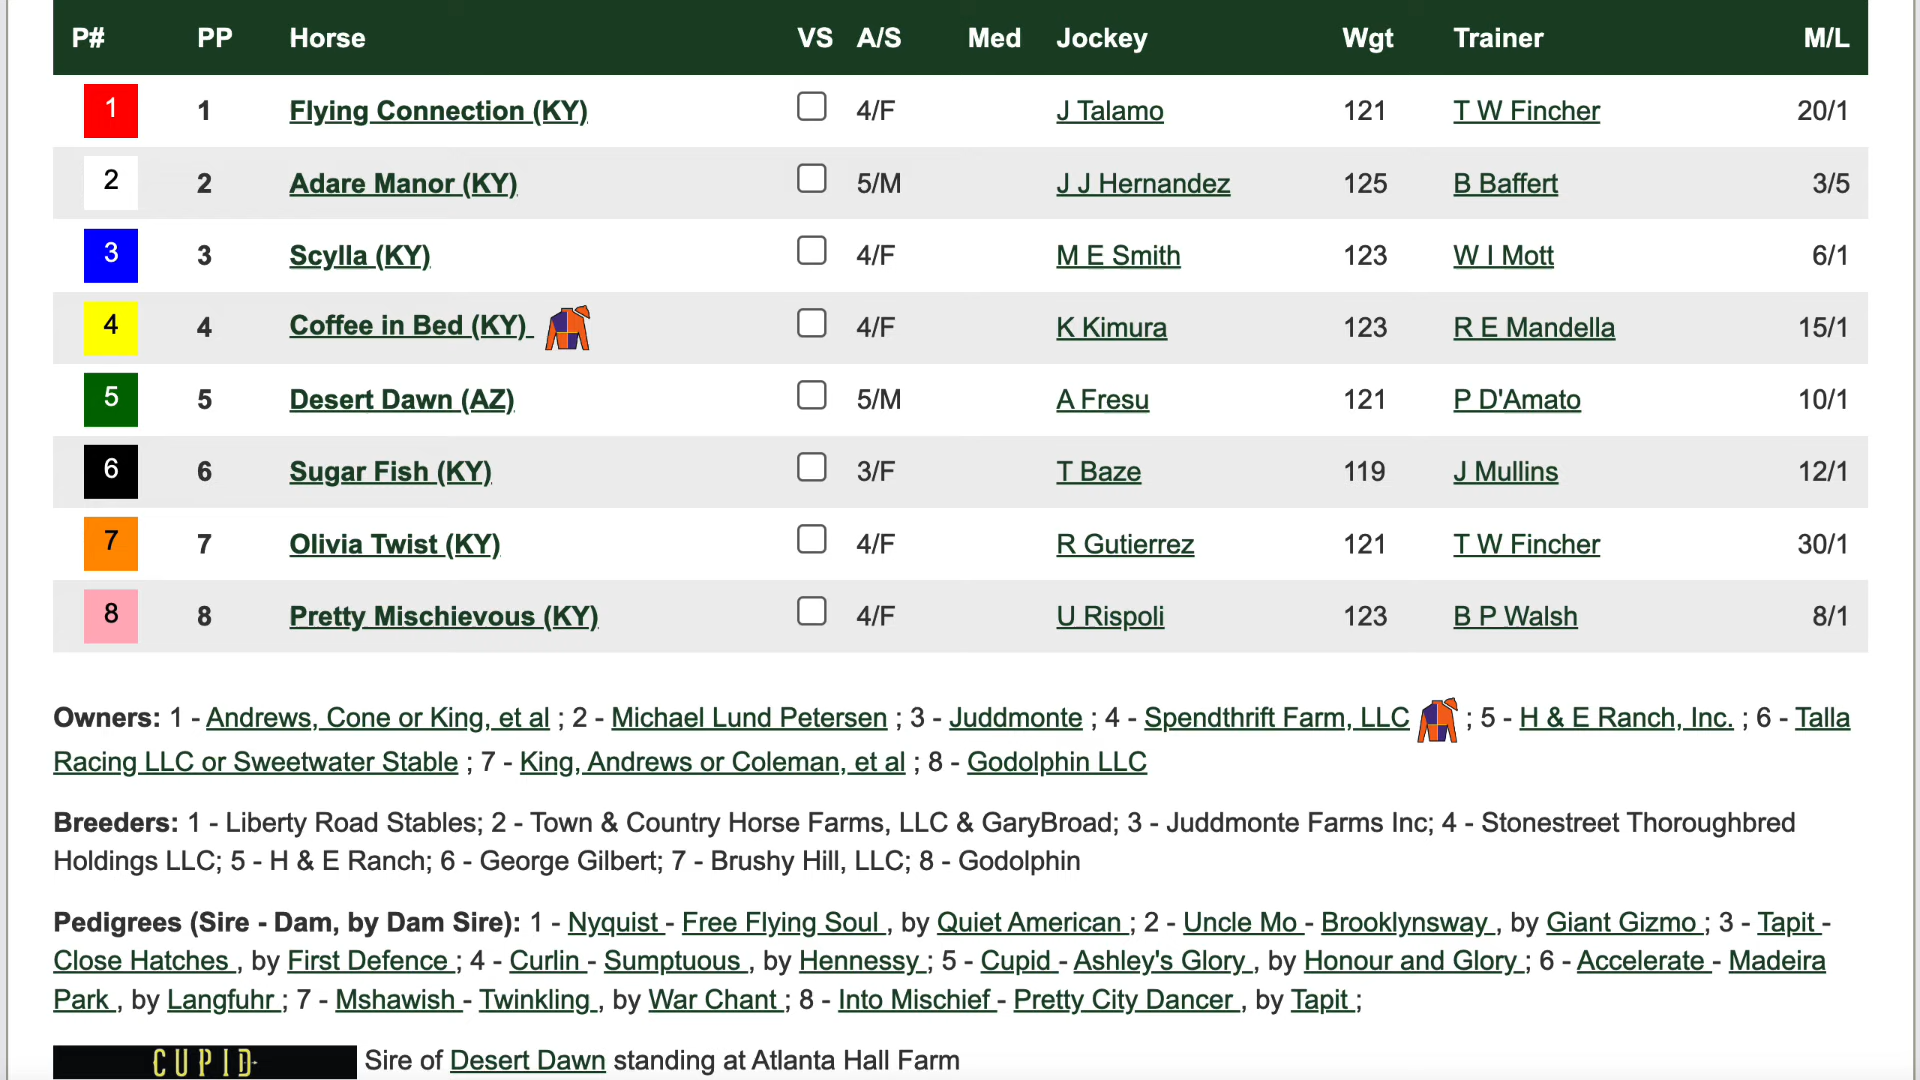 P# PP Horse VS A/S Med Jockey Wgt Trainer M/L
1 1 Flying Connection (KY) 4/F J Talamo 121 T W Fincher 20/1
2 2 Adare Manor (KY) 5/M J J Hernandez 125 B Baffert 3/5
3 3 Scylla (KY) 4/F M E Smith 123 W I Mott 6/1
4 4 Coffee in Bed (KY) 4/F K Kimura 123 R E Mandella 15/1
5 5 Desert Dawn (AZ) 5/M A Fresu 121 P D'Amato 10/1
6 6 Sugar Fish (KY) 3/F T Baze 119 J Mullins 12/1
7 7 Olivia Twist (KY) 4/F R Gutierrez 121 T W Fincher 30/1
8 8 Pretty Mischievous (KY) 4/F U Rispoli 123 B P Walsh 8/1
Owners: 1 - Andrews, Cone or King, et al ; 2 - Michael Lund Petersen ; 3 - Juddmonte ; 4 - Spendthrift Farm, LLC ; 5 - H & E Ranch, Inc. ; 6 - Talla
Racing LLC or Sweetwater Stable ; 7 - King, Andrews or Coleman, et al ; 8 - Godolphin LLC
Breeders: 1 - Liberty Road Stables; 2 - Town & Country Horse Farms, LLC & GaryBroad; 3 - Juddmonte Farms Inc; 4 - Stonestreet Thoroughbred
Holdings LLC; 5 - H & E Ranch; 6 - George Gilbert; 7 - Brushy Hill, LLC; 8 - Godolphin
Pedigrees (Sire - Dam, by Dam Sire): 1 - Nyquist - Free Flying Soul , by Quiet American ; 2 - Uncle Mo - Brooklynsway , by Giant Gizmo ; 3 - Tapit -
Close Hatches , by First Defence ; 4 - Curlin - Sumptuous , by Hennessy ; 5 - Cupid - Ashley's Glory , by Honour and Glory ; 6 - Accelerate - Madeira
Park , by Langfuhr ; 7 - Mshawish - Twinkling , by War Chant ; 8 - Into Mischief - Pretty City Dancer , by Tapit ;
CUPID Sire of Desert Dawn standing at Atlanta Hall Farm